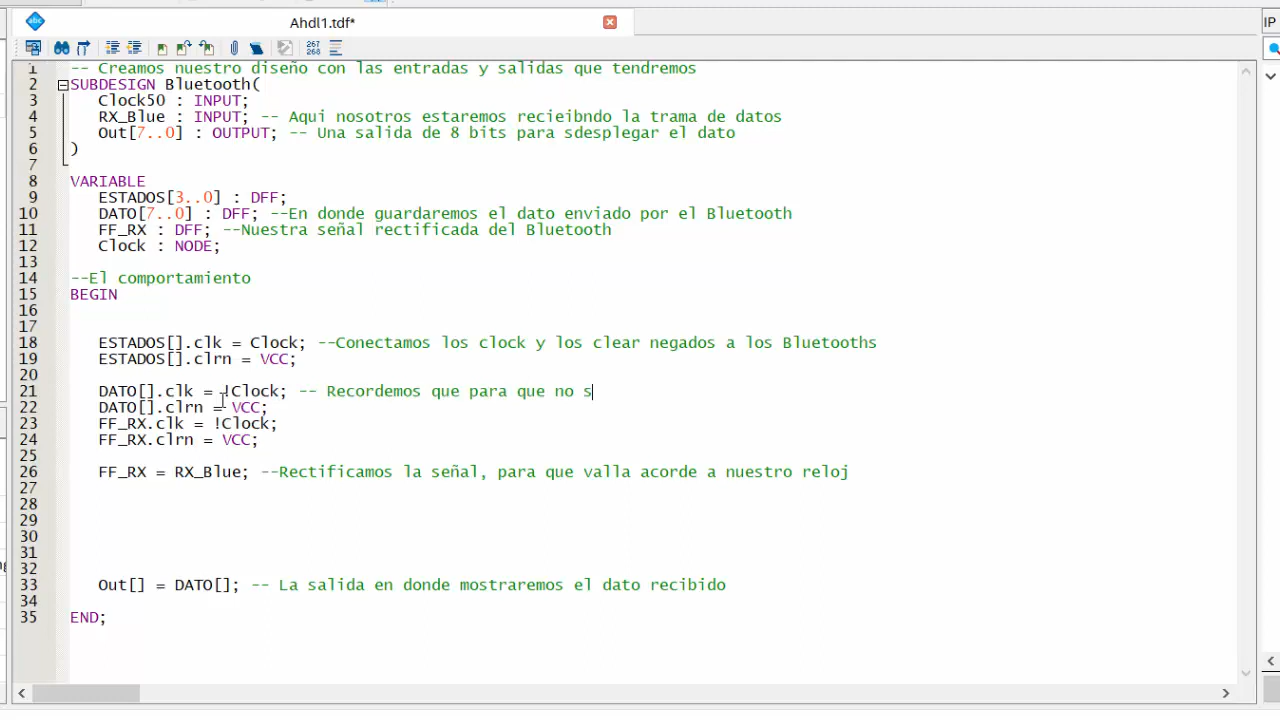 Ahdl1.tdf*
IP
abc
267
268
1 -- Creamos nuestro diseño con las entradas y salidas que tendremos
2 SUBDESIGN Bluetooth(
3 Clock50 : INPUT;
4 RX_Blue : INPUT; -- Aqui nosotros estaremos recieibndo la trama de datos
5 Out[7..0] : OUTPUT; -- Una salida de 8 bits para sdesplegar el dato
6 )
7
8 VARIABLE
9 ESTADOS[3..0] : DFF;
10 DATO[7..0] : DFF; --En donde guardaremos el dato enviado por el Bluetooth
11 FF_RX : DFF; --Nuestra señal rectificada del Bluetooth
12 Clock : NODE;
13
14 --El comportamiento
15 BEGIN
16
17
18 ESTADOS[].clk = Clock; --Conectamos los clock y los clear negados a los Bluetooths
19 ESTADOS[].clrn = VCC;
20
21 DATO[].clk = !Clock; -- Recordemos que para que no s
22 DATO[].clrn = VCC;
23 FF_RX.clk = !Clock;
24 FF_RX.clrn = VCC;
25
26 FF_RX = RX_Blue; --Rectificamos la señal, para que valla acorde a nuestro reloj
27
28
29
30
31
32
33 Out[] = DATO[]; -- La salida en donde mostraremos el dato recibido
34
35 END;